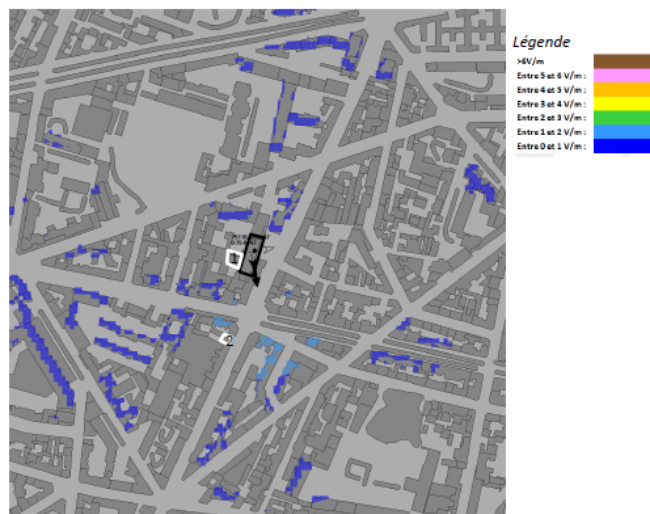 Légende
>6V/m
Entre 5 et 6 V/m :
Entre 4 et 5 V/m :
Entre 3 et 4 V/m :
Entre 2 et 3 V/m :
Entre 1 et 2 V/m :
Entre 0 et 1 V/m :
1
2